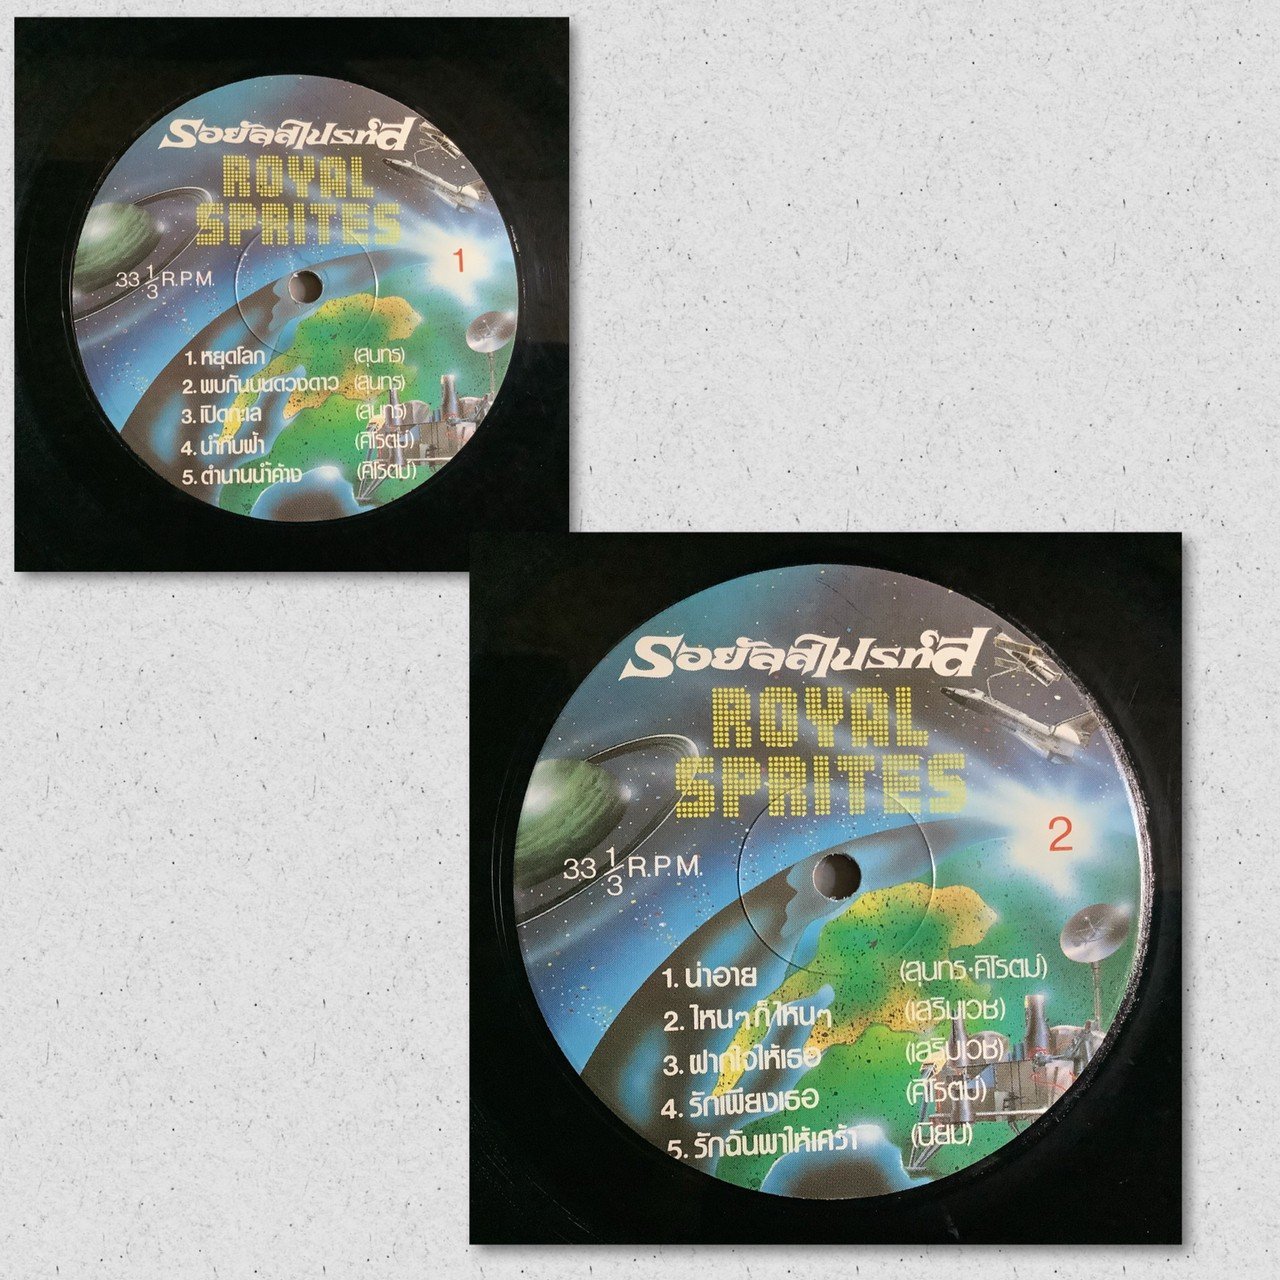 รอยัลสไปรท์ส
ROYAL
SPRITES
1
33 1/3 R.P.M.
1. หยุดโลก (สุนทร)
2. พบกันบนดวงดาว (สุนทร)
3. เปิดทะเล (สุนทร)
4. น้ำกับฟ้า (ศิโรตม์)
5. ตำนานน้ำค้าง (ศิโรตม์)
รอยัลสไปรท์ส
ROYAL
SPRITES
2
33 1/3 R.P.M.
1. น่าอาย (สุนทร·ศิโรตม์)
2. ไหนๆก็ไหนๆ (เสริมเวช)
3. ฝากใจให้เธอ (เสริมเวช)
4. รักเพียงเธอ (ศิโรตม์)
5. รักฉันพาให้เศร้า (นิยม)